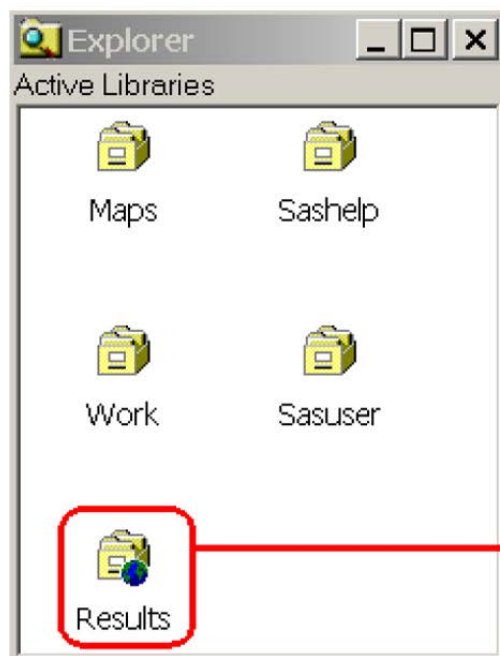 Explorer
Active Libraries
Maps Sashelp
Work Sasuser
Results